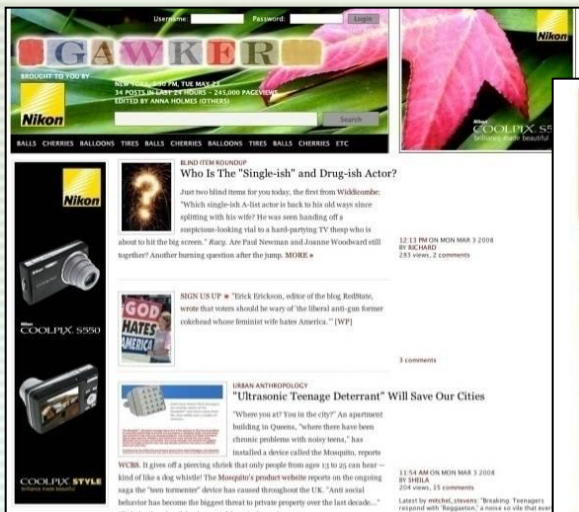 Username:
Password:
Login
GAWKER
BROUGHT TO YOU BY
Nikon
PM, TUE MAY
34 POSTS IN LAST 24 HOURS - 245,000 PAGEVIEWS
EDITED BY ANNA HOLMES (OTHERS)
Search
BALLS CHERRIES BALLOONS TIRES BALLS CHERRIES BALLOONS TIRES BALLS CHERRIES ETC
Nikon
Nikon
COOLPIX S5
brilliance made beautiful
Nikon
COOLPIX S550
COOLPIX STYLE
brilliance made beautiful
BLIND ITEM ROUNDUP
Who Is The "Single-ish" and Drug-ish Actor?
Just two blind items for you today, the first from Widdicombe:
"Which single-ish A-list actor is back to his old ways since
splitting with his wife? He was seen handing off a
suspicious-looking vial to a hard-partying TV thesp who is
about to hit the big screen." Racy. Are Paul Newman and Joanne Woodward still
together? Another burning question after the jump. MORE »
12:13 PM ON MON MAR 3 2008
BY RICHARD
283 views, 2 comments
GOD
HATES
AMERICA
SIGN US UP ★ "Erick Erickson, editor of the blog RedState,
wrote that voters should be wary of 'the liberal anti-gun former
cokehead whose feminist wife hates America.'" [WP]
3 comments
URBAN ANTHROPOLOGY
"Ultrasonic Teenage Deterrant" Will Save Our Cities
"Where you at? You in the city?" An apartment
building in Queens, "where there have been
chronic problems with noisy teens," has
installed a device called the Mosquito, reports
WCBS. It gives off a piercing shriek that only people from ages 13 to 25 can hear —
kind of like a dog whistle! The Mosquito's product website reports on the ongoing
saga the "teen tormenter" device has caused throughout the UK. "Anti social
behavior has become the biggest threat to private property over the last decade..."
11:54 AM ON MON MAR 3 2008
BY SHEILA
204 views, 15 comments
Latest by mitchel_stevens: "Breaking: Teenagers
respond with 'Reggaeton,' a noise so vile that ever